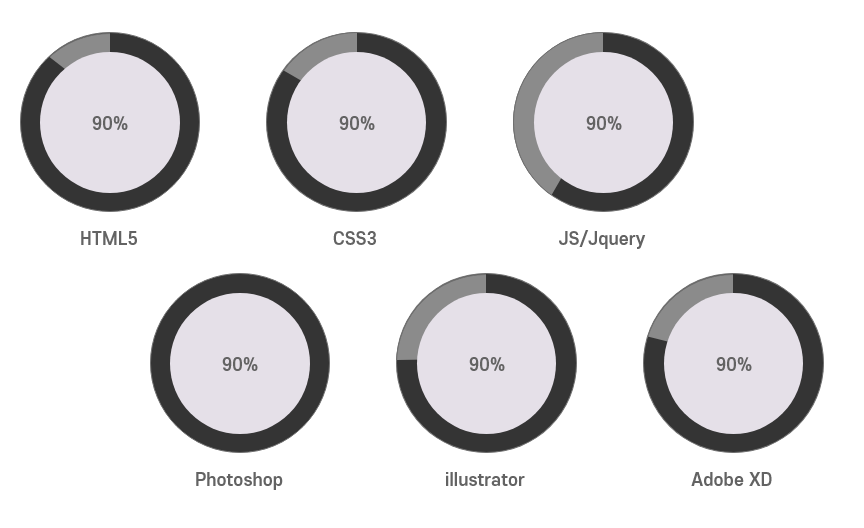 90%
90%
90%
HTML5
CSS3
JS/Jquery
90%
90%
90%
Photoshop
illustrator
Adobe XD